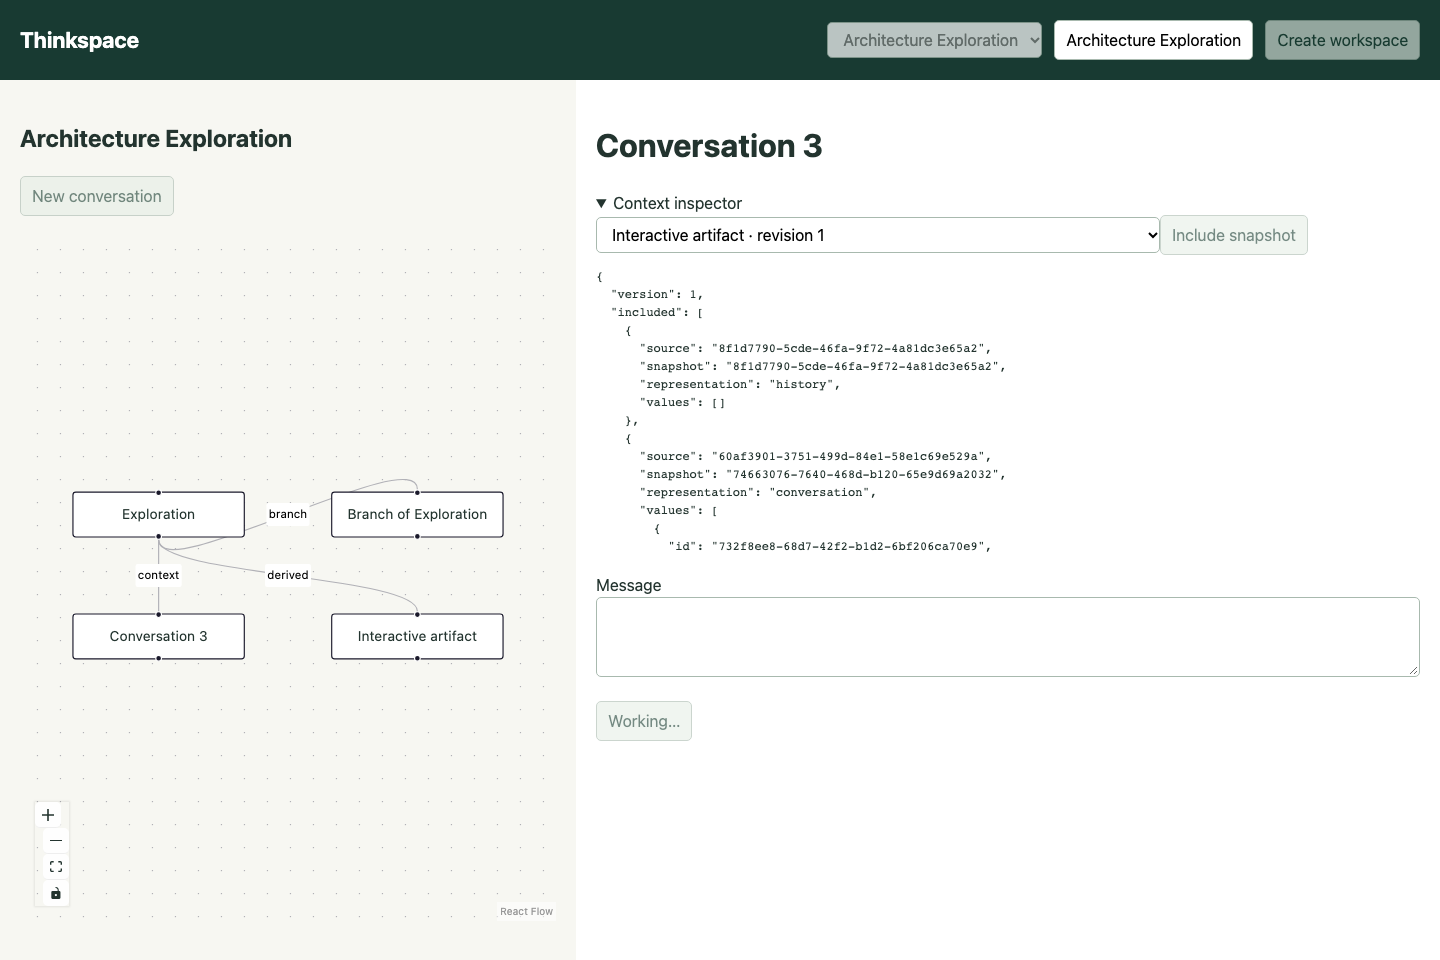 Thinkspace
Architecture Exploration
Architecture Exploration
Create workspace
Architecture Exploration
New conversation
Exploration
branch
Branch of Exploration
context
derived
Conversation 3
Interactive artifact
React Flow
Conversation 3
▼ Context inspector
Interactive artifact · revision 1
Include snapshot
{
  "version": 1,
  "included": [
    {
      "source": "8f1d7790-5cde-46fa-9f72-4a81dc3e65a2",
      "snapshot": "8f1d7790-5cde-46fa-9f72-4a81dc3e65a2",
      "representation": "history",
      "values": []
    },
    {
      "source": "60af3901-3751-499d-84e1-58e1c69e529a",
      "snapshot": "74663076-7640-468d-b120-65e9d69a2032",
      "representation": "conversation",
      "values": [
        {
          "id": "732f8ee8-68d7-42f2-b1d2-6bf206ca70e9",
Message
Working...